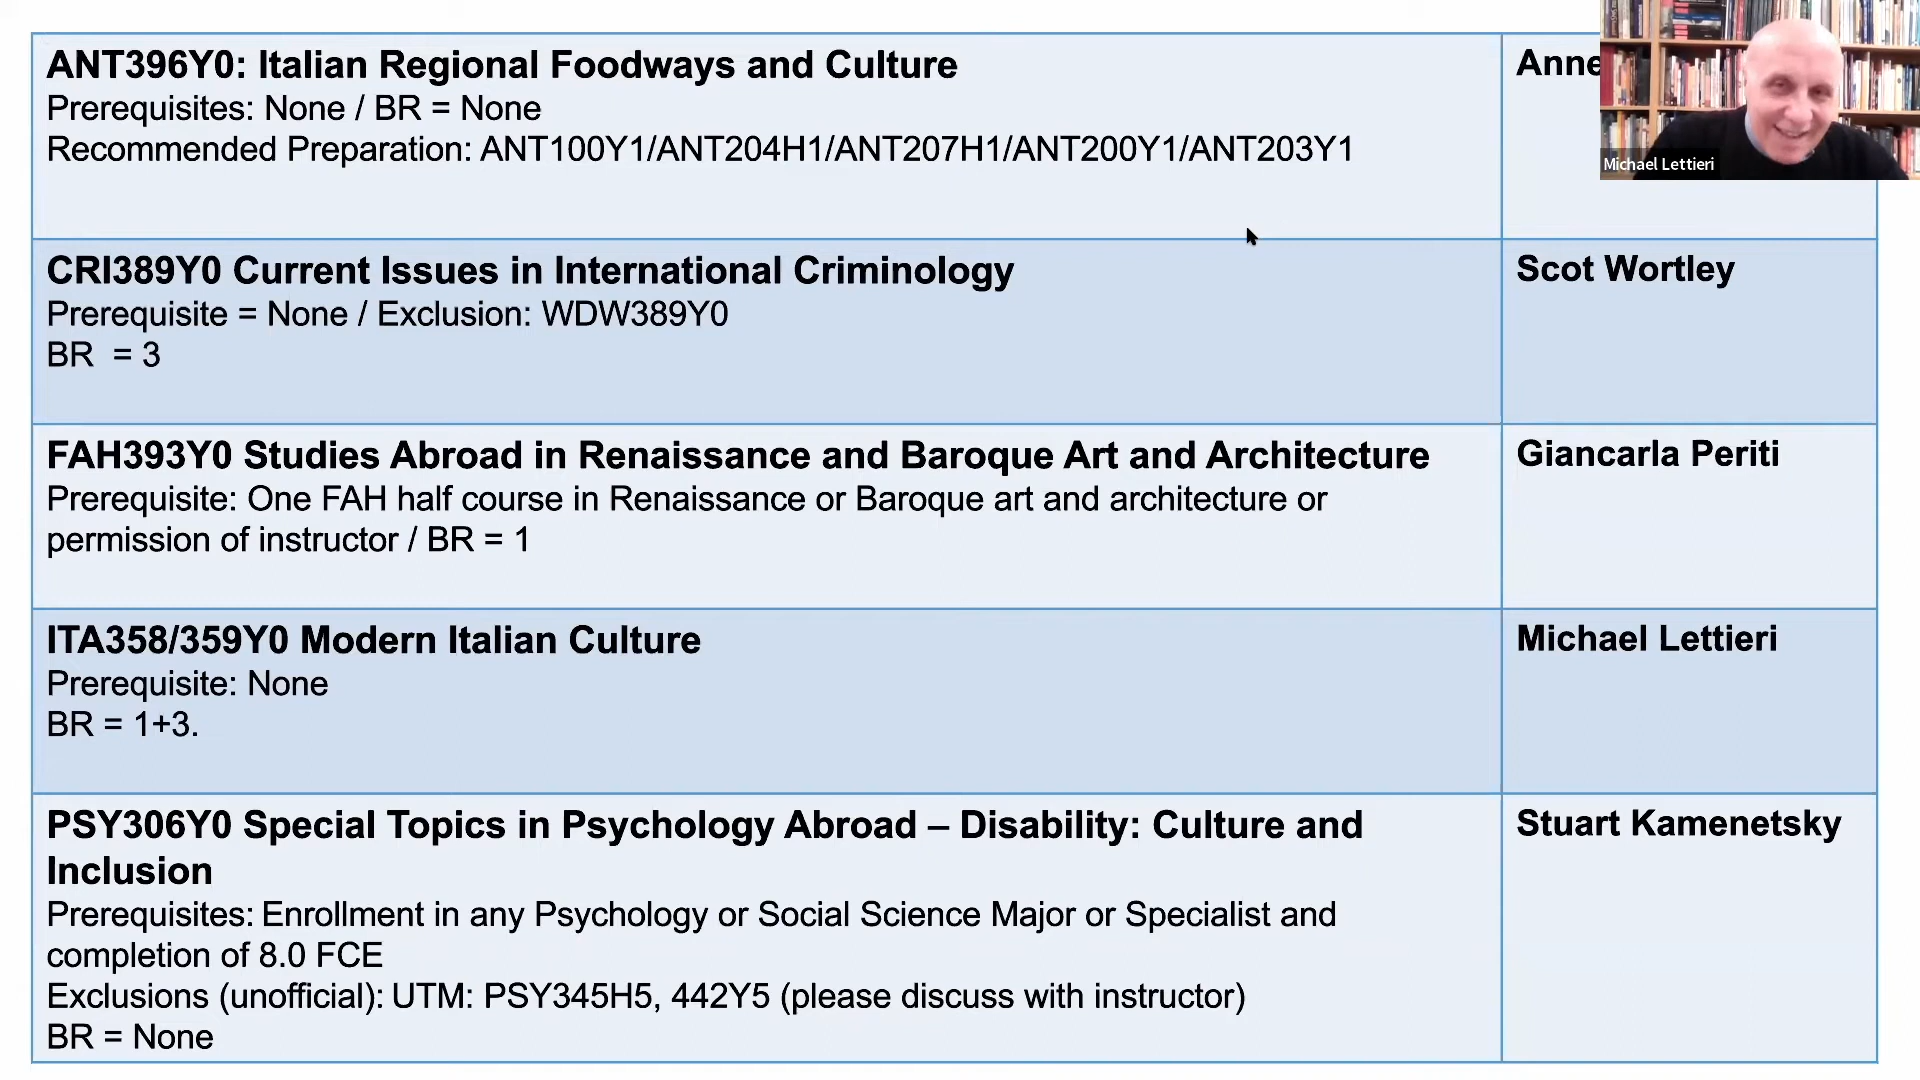 ANT396Y0: Italian Regional Foodways and Culture
Prerequisites: None / BR = None
Recommended Preparation: ANT100Y1/ANT204H1/ANT207H1/ANT200Y1/ANT203Y1
Anne
Michael Lettieri
CRI389Y0 Current Issues in International Criminology
Prerequisite = None / Exclusion: WDW389Y0
BR = 3
Scot Wortley
FAH393Y0 Studies Abroad in Renaissance and Baroque Art and Architecture
Prerequisite: One FAH half course in Renaissance or Baroque art and architecture or
permission of instructor / BR = 1
Giancarla Periti
ITA358/359Y0 Modern Italian Culture
Prerequisite: None
BR = 1+3.
Michael Lettieri
PSY306Y0 Special Topics in Psychology Abroad – Disability: Culture and
Inclusion
Prerequisites: Enrollment in any Psychology or Social Science Major or Specialist and
completion of 8.0 FCE
Exclusions (unofficial): UTM: PSY345H5, 442Y5 (please discuss with instructor)
BR = None
Stuart Kamenetsky